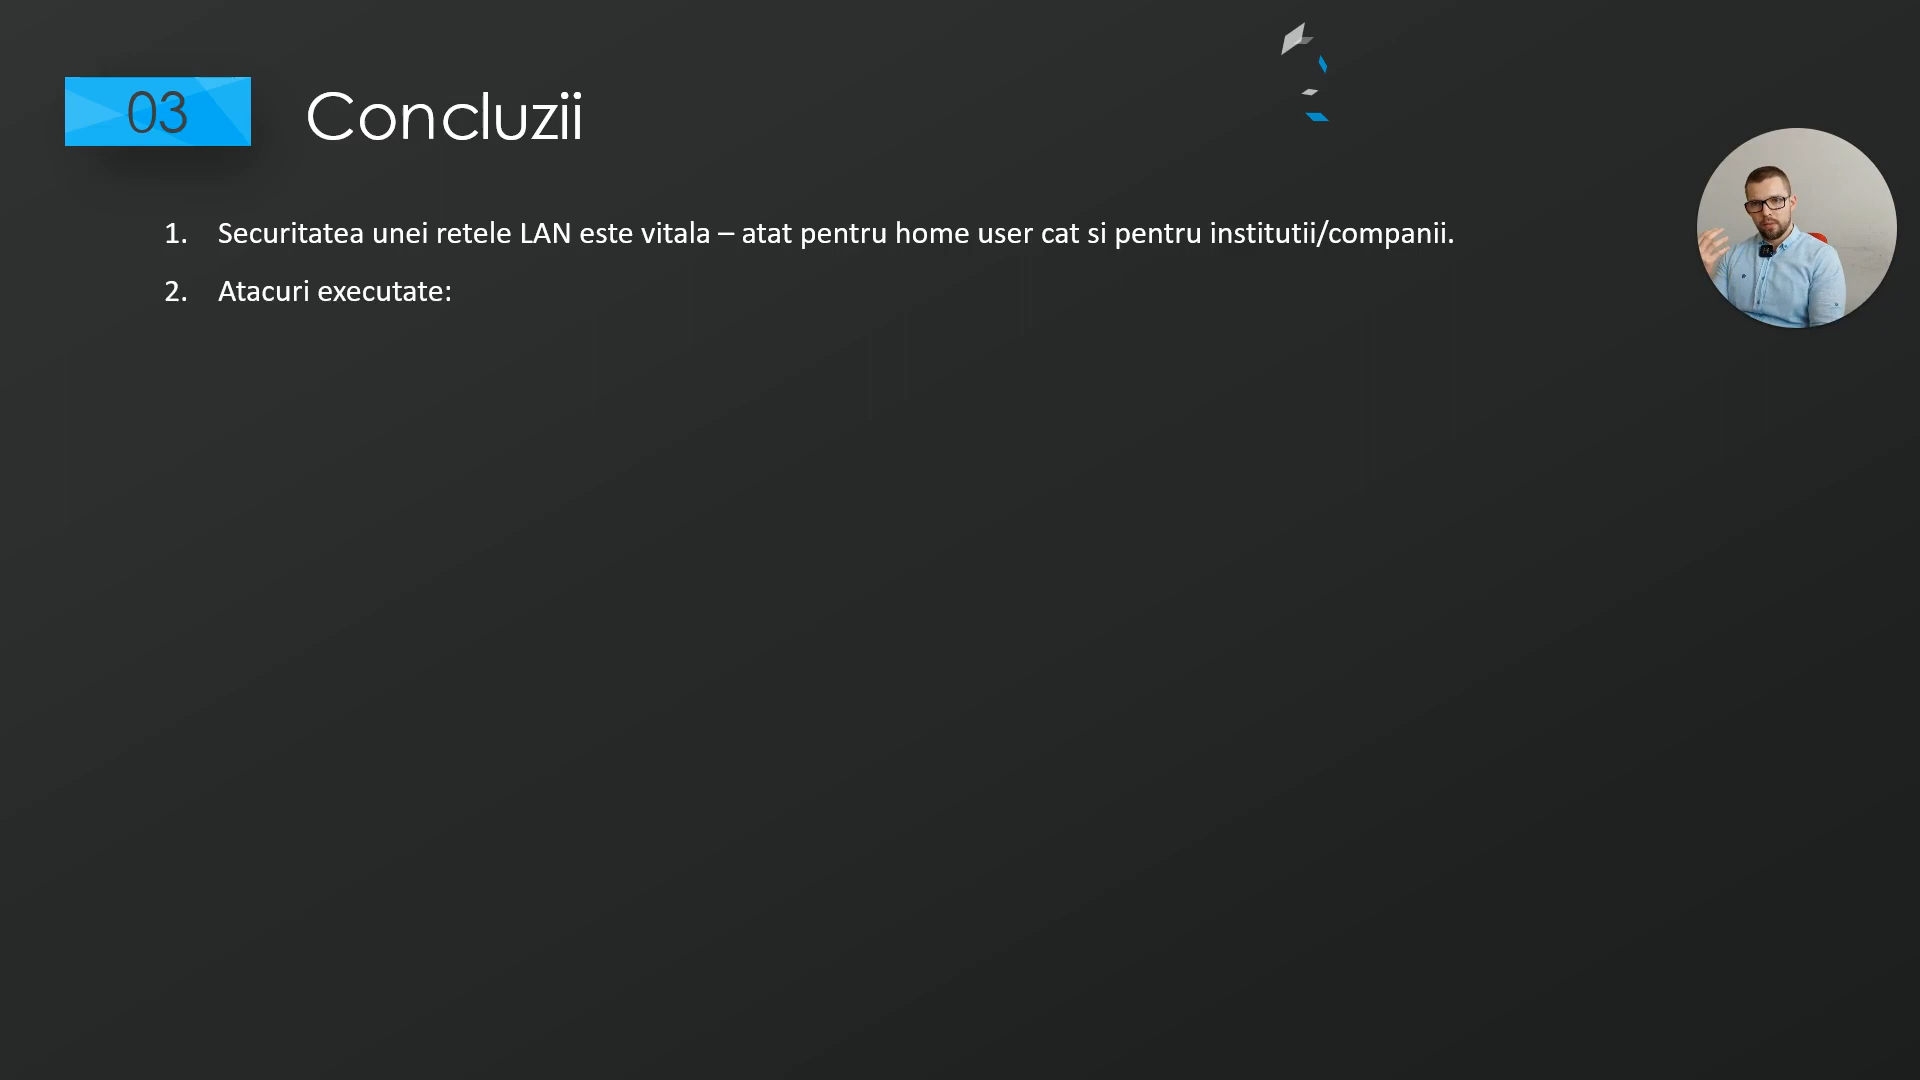 03
Concluzii
1. Securitatea unei retele LAN este vitala – atat pentru home user cat si pentru institutii/companii.
2. Atacuri executate: